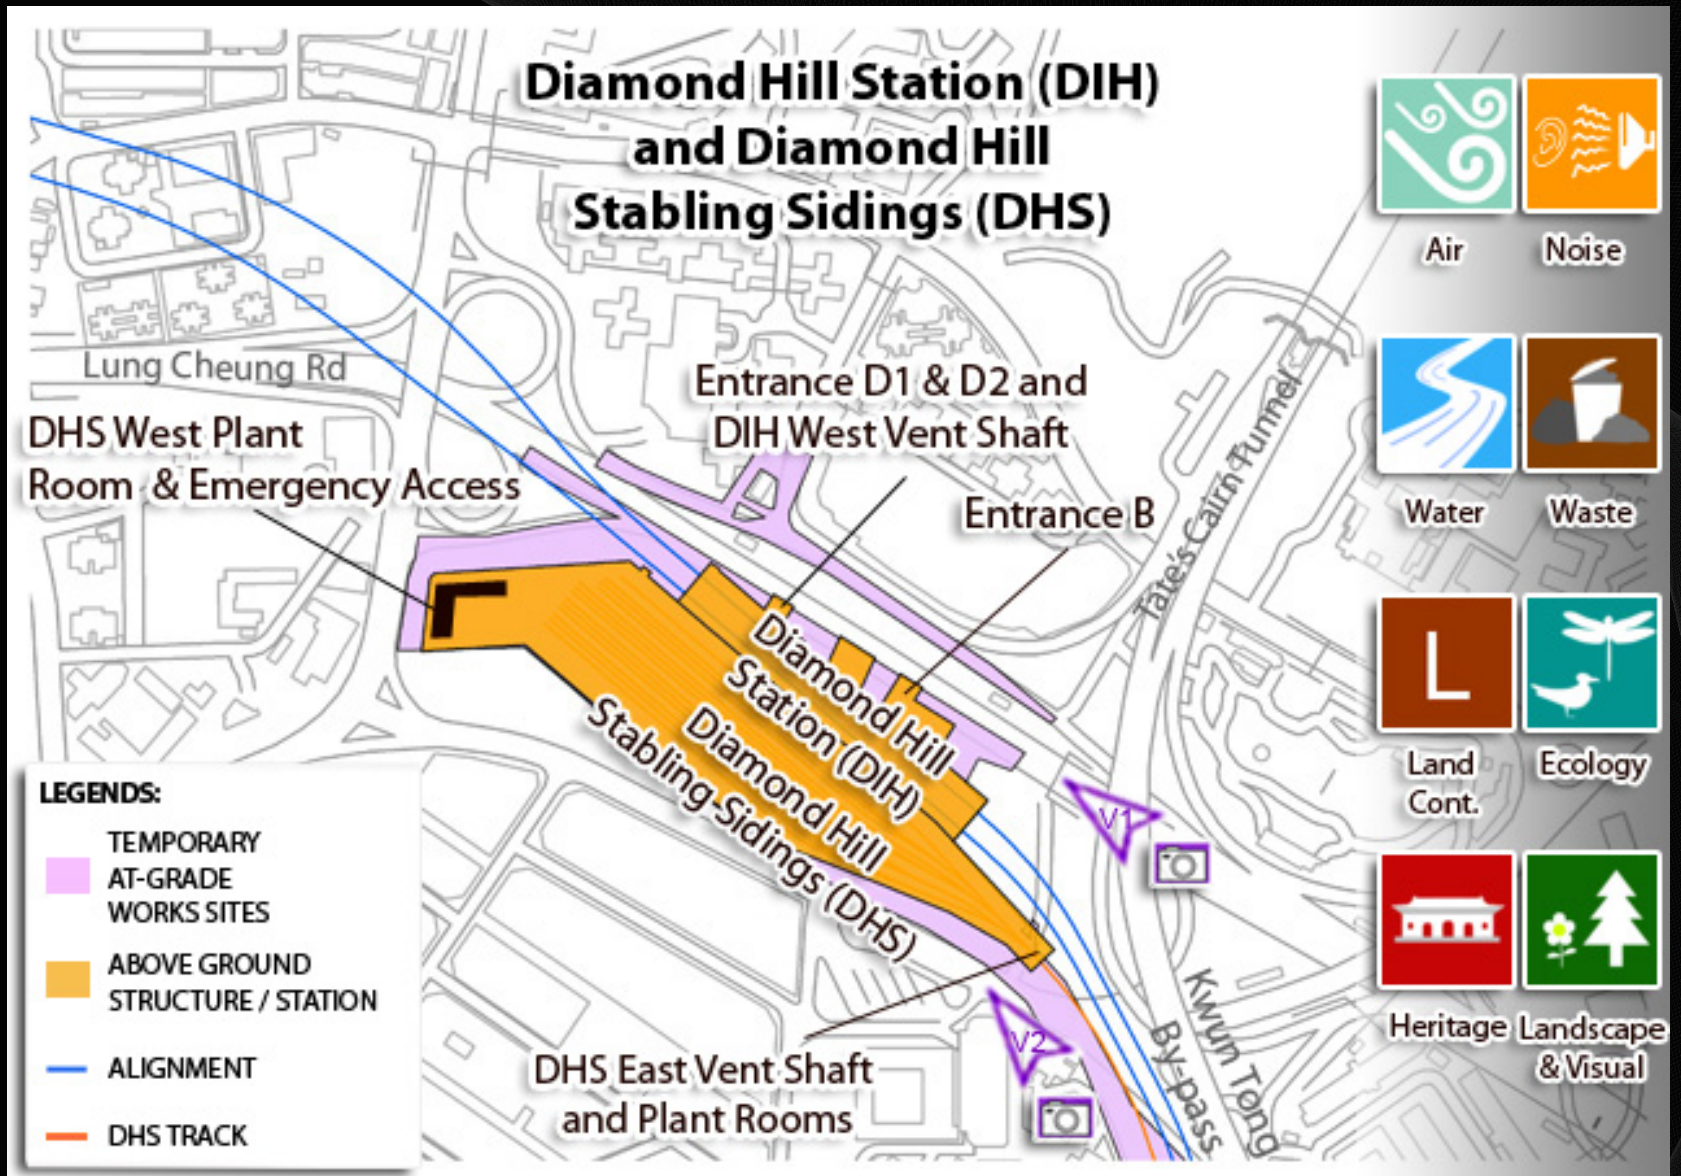 Diamond Hill Station (DIH)
and Diamond Hill
Stabling Sidings (DHS)
Air
Noise
Lung Cheung Rd
Entrance D1 & D2 and
DIH West Vent Shaft
DHS West Plant
Room & Emergency Access
Entrance B
Tate's Cairn Tunnel
Water
Waste
Diamond Hill
Station (DIH)
Diamond Hill
Stabling Sidings (DHS)
L
Land
Cont.
Ecology
V1
V2
LEGENDS:
TEMPORARY
AT-GRADE
WORKS SITES
ABOVE GROUND
STRUCTURE / STATION
ALIGNMENT
DHS TRACK
DHS East Vent Shaft
and Plant Rooms
Kwun Tong
By-pass
Heritage
Landscape
& Visual